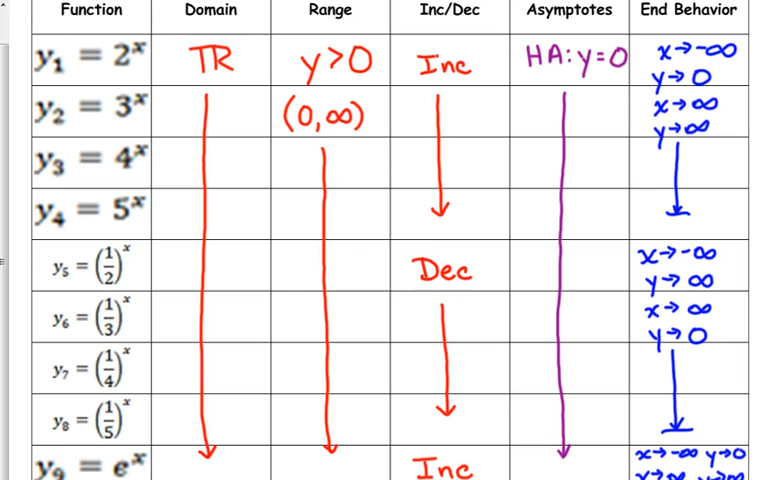 Function Domain Range Inc/Dec Asymptotes End Behavior
y₁ = 2ˣ ℝ y>0 Inc HA: y=0 x→-∞
y→0
y₂ = 3ˣ (0,∞) x→∞
y→∞
y₃ = 4ˣ
y₄ = 5ˣ
y₅ = (1/2)ˣ Dec x→-∞
y→∞
y₆ = (1/3)ˣ x→∞
y→0
y₇ = (1/4)ˣ
y₈ = (1/5)ˣ
y₉ = eˣ Inc x→-∞ y→0
x→∞ y→∞